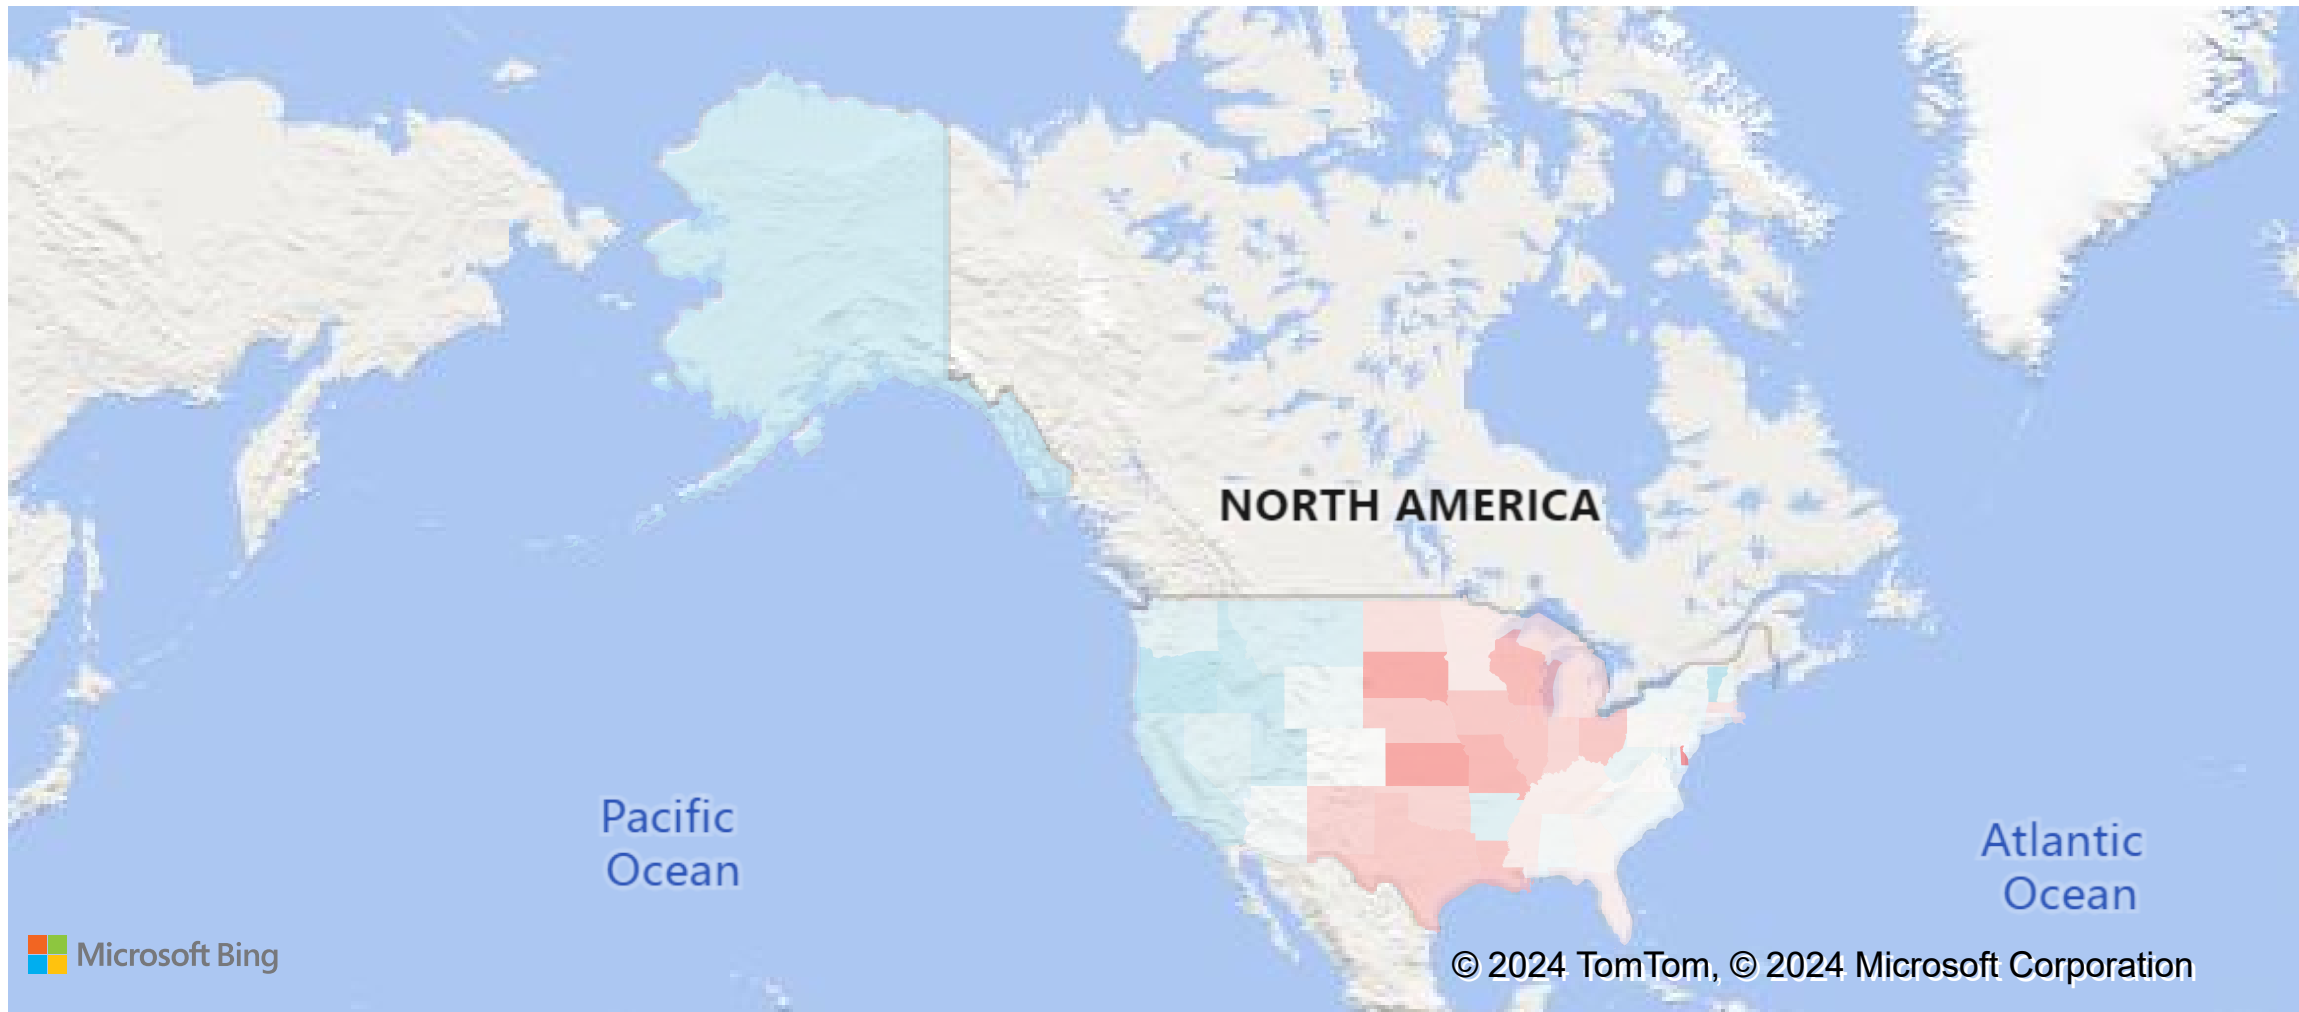 NORTH AMERICA
Pacific
Ocean
Atlantic
Ocean
Microsoft Bing
© 2024 TomTom, © 2024 Microsoft Corporation